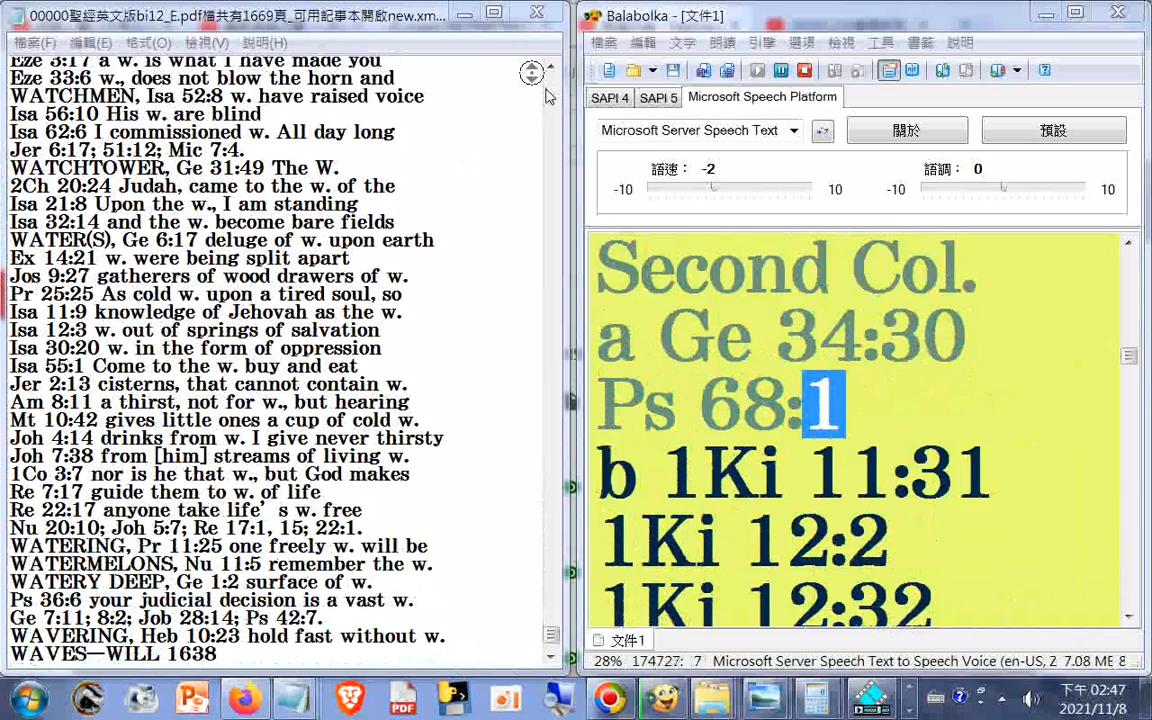 00000聖經英文版bi12_E.pdf檔共有1669頁_可用記事本開啟new.xm...
檔案(F) 編輯(E) 格式(O) 檢視(V) 說明(H)
Eze 3:17 a w. is what I have made you
Eze 33:6 w., does not blow the horn and
WATCHMEN, Isa 52:8 w. have raised voice
Isa 56:10 His w. are blind
Isa 62:6 I commissioned w. All day long
Jer 6:17; 51:12; Mic 7:4.
WATCHTOWER, Ge 31:49 The W.
2Ch 20:24 Judah, came to the w. of the
Isa 21:8 Upon the w., I am standing
Isa 32:14 and the w. become bare fields
WATER(S), Ge 6:17 deluge of w. upon earth
Ex 14:21 w. were being split apart
Jos 9:27 gatherers of wood drawers of w.
Pr 25:25 As cold w. upon a tired soul, so
Isa 11:9 knowledge of Jehovah as the w.
Isa 12:3 w. out of springs of salvation
Isa 30:20 w. in the form of oppression
Isa 55:1 Come to the w. buy and eat
Jer 2:13 cisterns, that cannot contain w.
Am 8:11 a thirst, not for w., but hearing
Mt 10:42 gives little ones a cup of cold w.
Joh 4:14 drinks from w. I give never thirsty
Joh 7:38 from [him] streams of living w.
1Co 3:7 nor is he that w., but God makes
Re 7:17 guide them to w. of life
Re 22:17 anyone take life’s w. free
Nu 20:10; Joh 5:7; Re 17:1, 15; 22:1.
WATERING, Pr 11:25 one freely w. will be
WATERMELONS, Nu 11:5 remember the w.
WATERY DEEP, Ge 1:2 surface of w.
Ps 36:6 your judicial decision is a vast w.
Ge 7:11; 8:2; Job 28:14; Ps 42:7.
WAVERING, Heb 10:23 hold fast without w.
WAVES—WILL 1638
Balabolka - [文件1]
檔案 編輯 文字 朗讀 引擎 選項 檢視 工具 書籤 說明
SAPI 4 SAPI 5 Microsoft Speech Platform
Microsoft Server Speech Text 關於 預設
語速： -2 語調： 0
-10 10 -10 10
Second Col.
a Ge 34:30
Ps 68:1
b 1Ki 11:31
1Ki 12:2
1Ki 12:32
文件1
28% 174727: 7 Microsoft Server Speech Text to Speech Voice (en-US, Z 7.08 MB 8
下午 02:47
2021/11/8